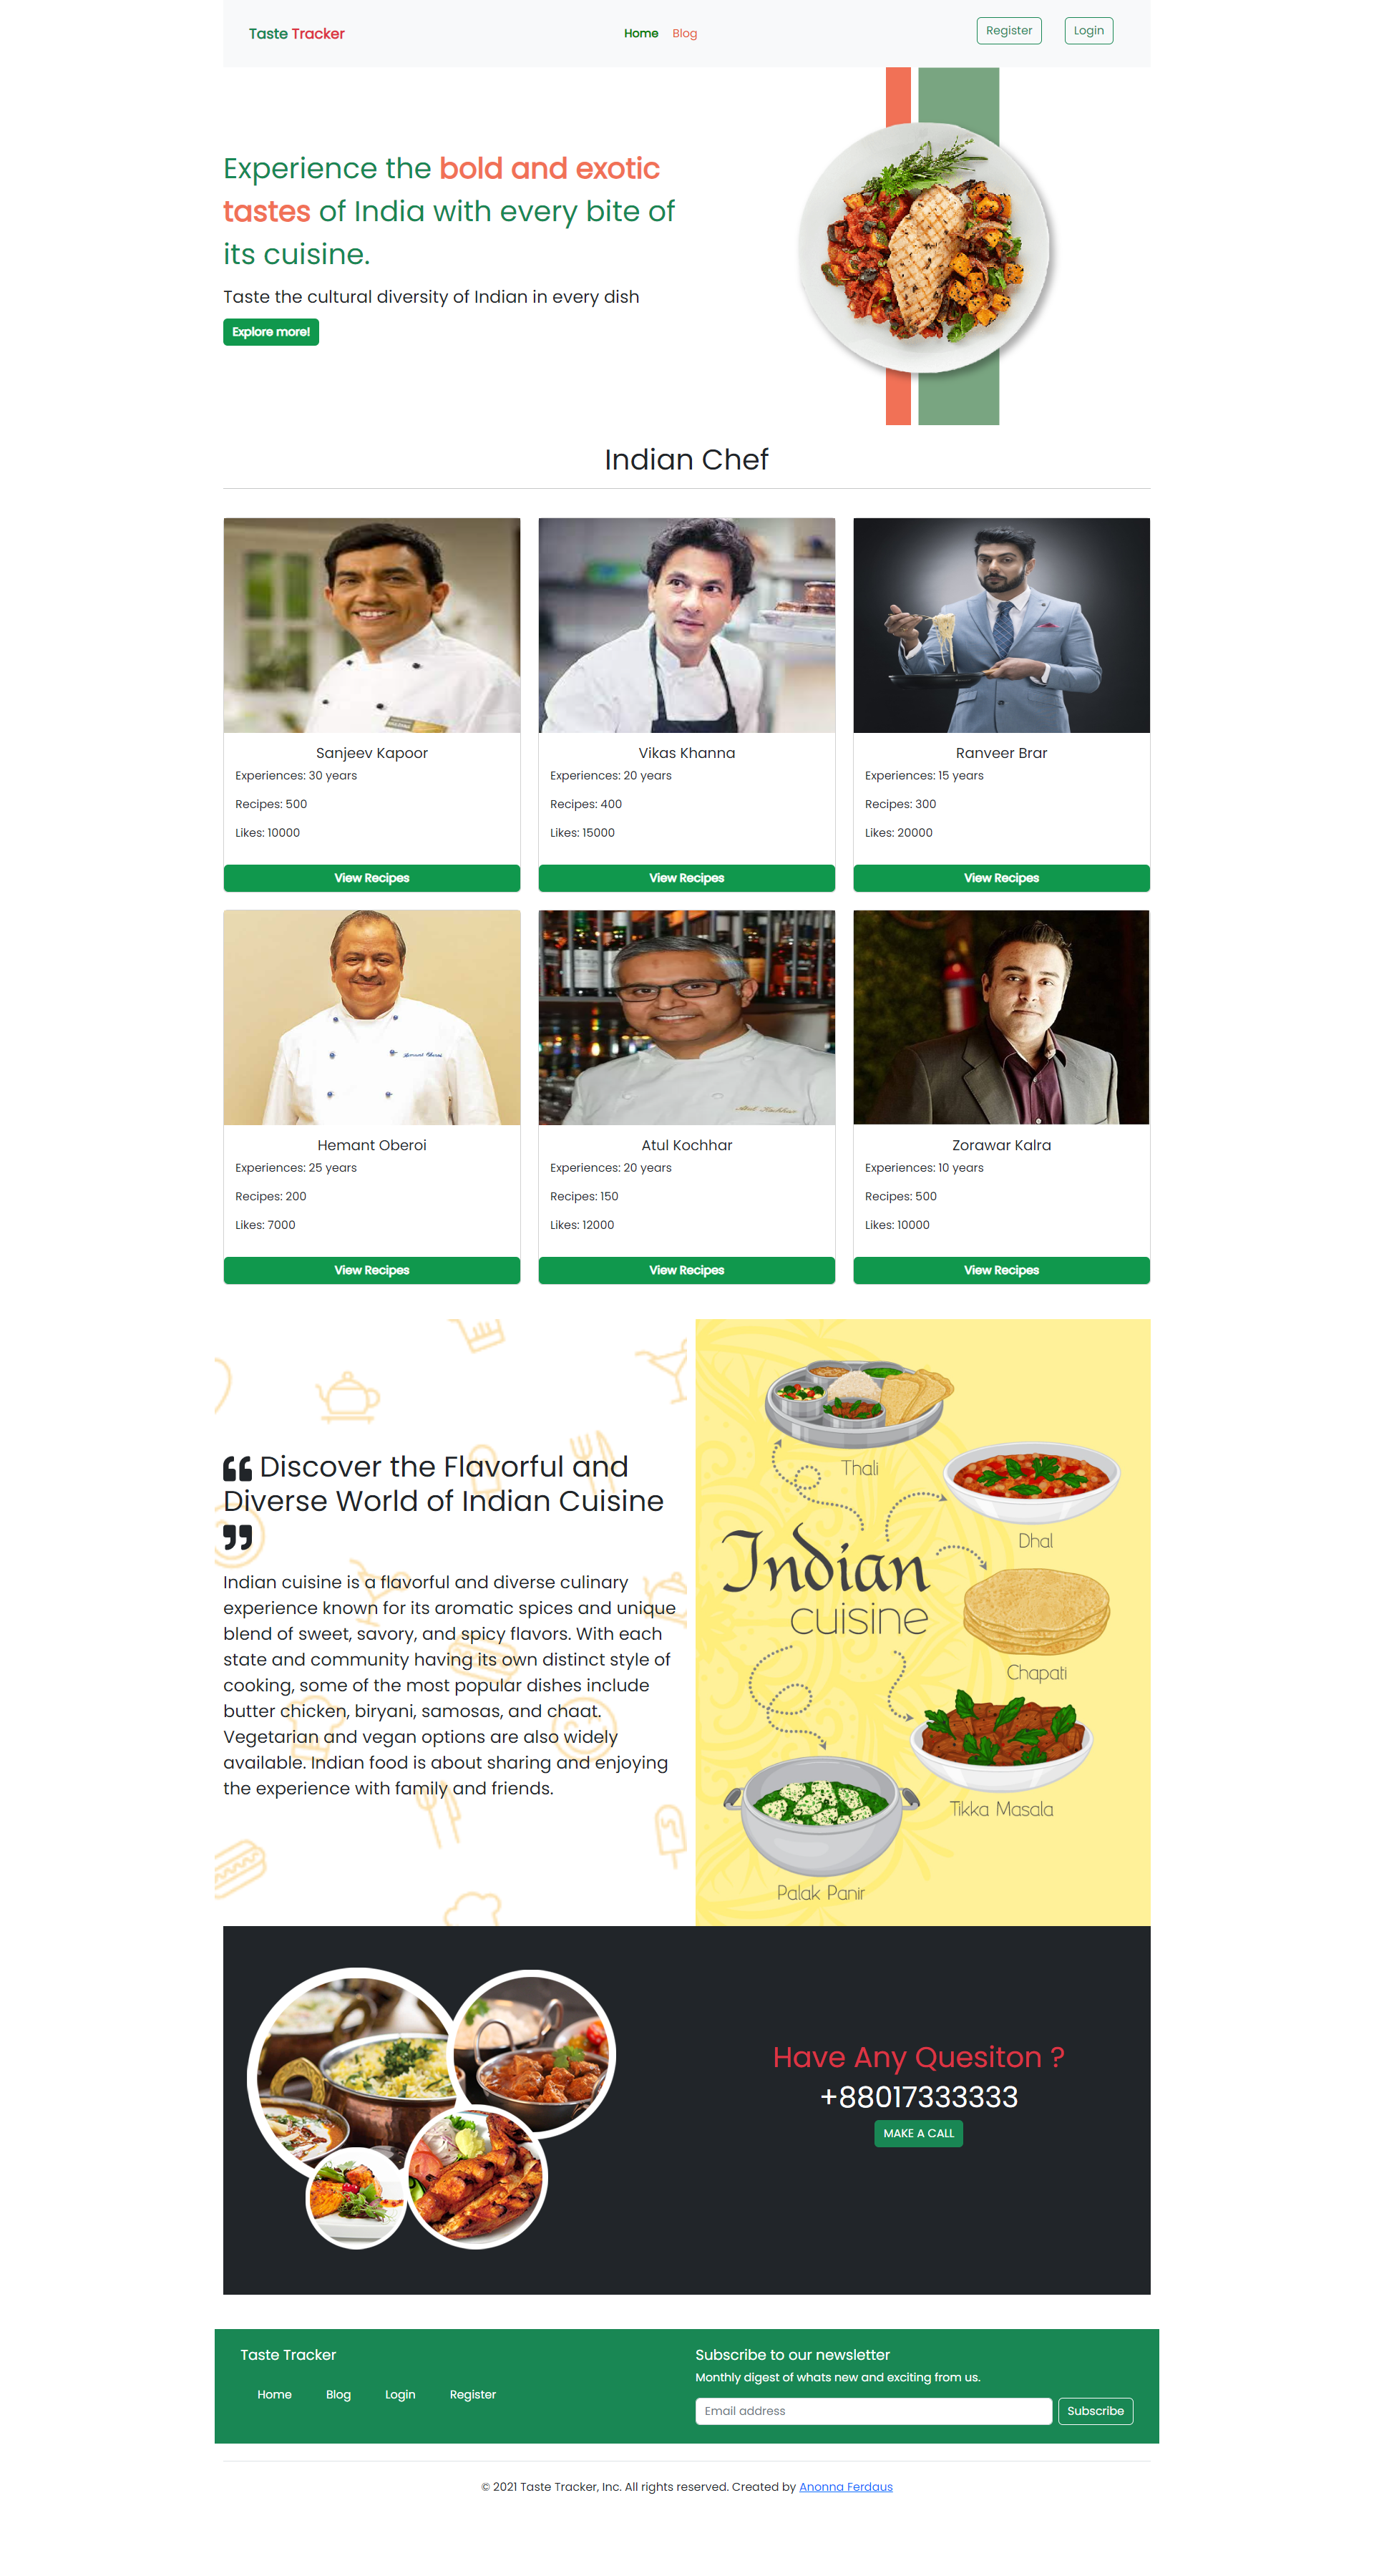 Taste Tracker
Home Blog
Register Login
Experience the bold and exotic
tastes of India with every bite of
its cuisine.
Taste the cultural diversity of Indian in every dish
Explore more!
Indian Chef
Sanjeev Kapoor
Experiences: 30 years
Recipes: 500
Likes: 10000
View Recipes
Vikas Khanna
Experiences: 20 years
Recipes: 400
Likes: 15000
View Recipes
Ranveer Brar
Experiences: 15 years
Recipes: 300
Likes: 20000
View Recipes
Hemant Oberoi
Experiences: 25 years
Recipes: 200
Likes: 7000
View Recipes
Atul Kochhar
Experiences: 20 years
Recipes: 150
Likes: 12000
View Recipes
Zorawar Kalra
Experiences: 10 years
Recipes: 500
Likes: 10000
View Recipes
❝ Discover the Flavorful and
Diverse World of Indian Cuisine
❞
Indian cuisine is a flavorful and diverse culinary
experience known for its aromatic spices and unique
blend of sweet, savory, and spicy flavors. With each
state and community having its own distinct style of
cooking, some of the most popular dishes include
butter chicken, biryani, samosas, and chaat.
Vegetarian and vegan options are also widely
available. Indian food is about sharing and enjoying
the experience with family and friends.
Thali
Dhal
Indian
cuisine
Chapati
Tikka Masala
Palak Panir
Have Any Quesiton ?
+88017333333
MAKE A CALL
Taste Tracker
Home Blog Login Register
Subscribe to our newsletter
Monthly digest of whats new and exciting from us.
Email address
Subscribe
© 2021 Taste Tracker, Inc. All rights reserved. Created by Anonna Ferdaus